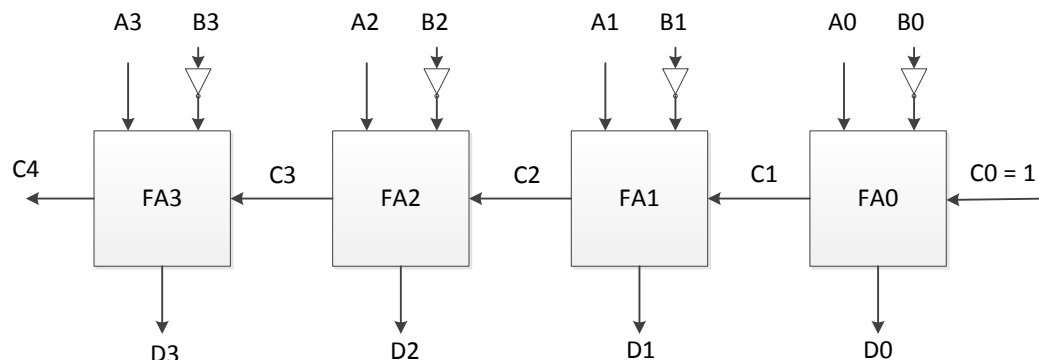 A3 B3 A2 B2 A1 B1 A0 B0
C4 C3 C2 C1 C0 = 1
FA3 FA2 FA1 FA0
D3 D2 D1 D0